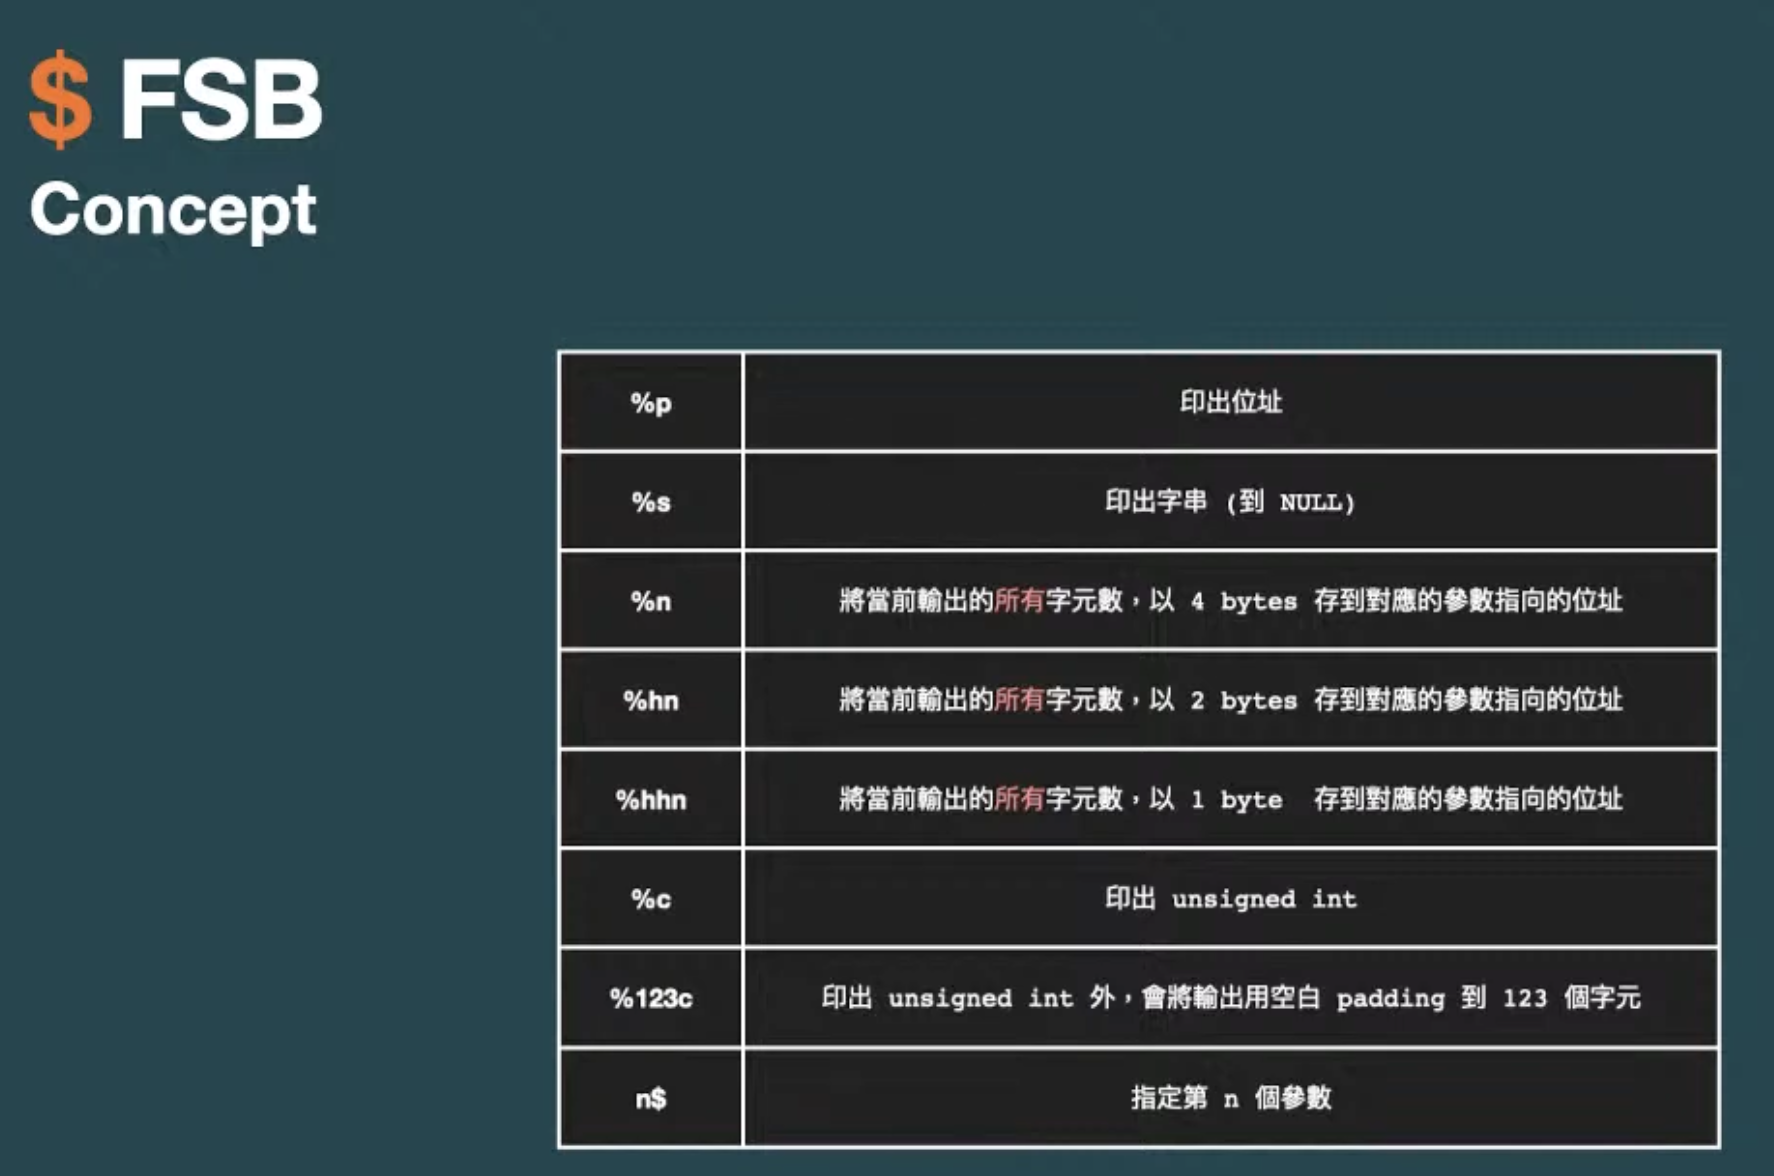 $ FSB
Concept
%p 印出位址
%s 印出字串 (到 NULL)
%n 將當前輸出的所有字元數，以 4 bytes 存到對應的參數指向的位址
%hn 將當前輸出的所有字元數，以 2 bytes 存到對應的參數指向的位址
%hhn 將當前輸出的所有字元數，以 1 byte 存到對應的參數指向的位址
%c 印出 unsigned int
%123c 印出 unsigned int 外，會將輸出用空白 padding 到 123 個字元
n$ 指定第 n 個參數